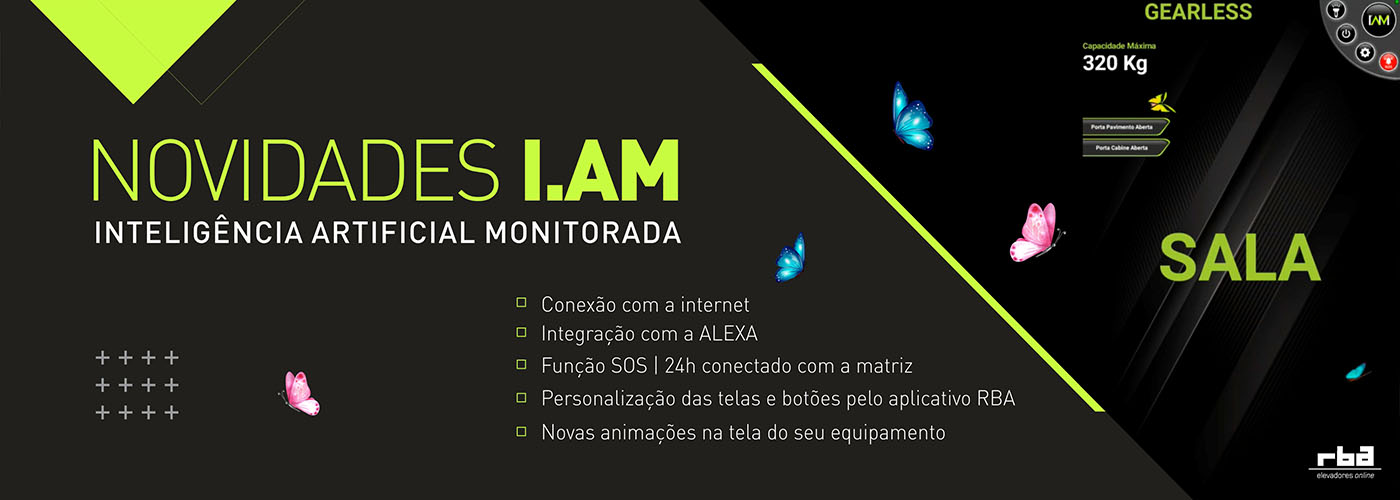 NOVIDADES I.AM
INTELIGÊNCIA ARTIFICIAL MONITORADA
Conexão com a internet
Integração com a ALEXA
Função SOS | 24h conectado com a matriz
Personalização das telas e botões pelo aplicativo RBA
Novas animações na tela do seu equipamento
GEARLESS
Capacidade Máxima
320 Kg
Porta Pavimento Aberta
Porta Cabine Aberta
SALA
I.AM
rba
elevadores online